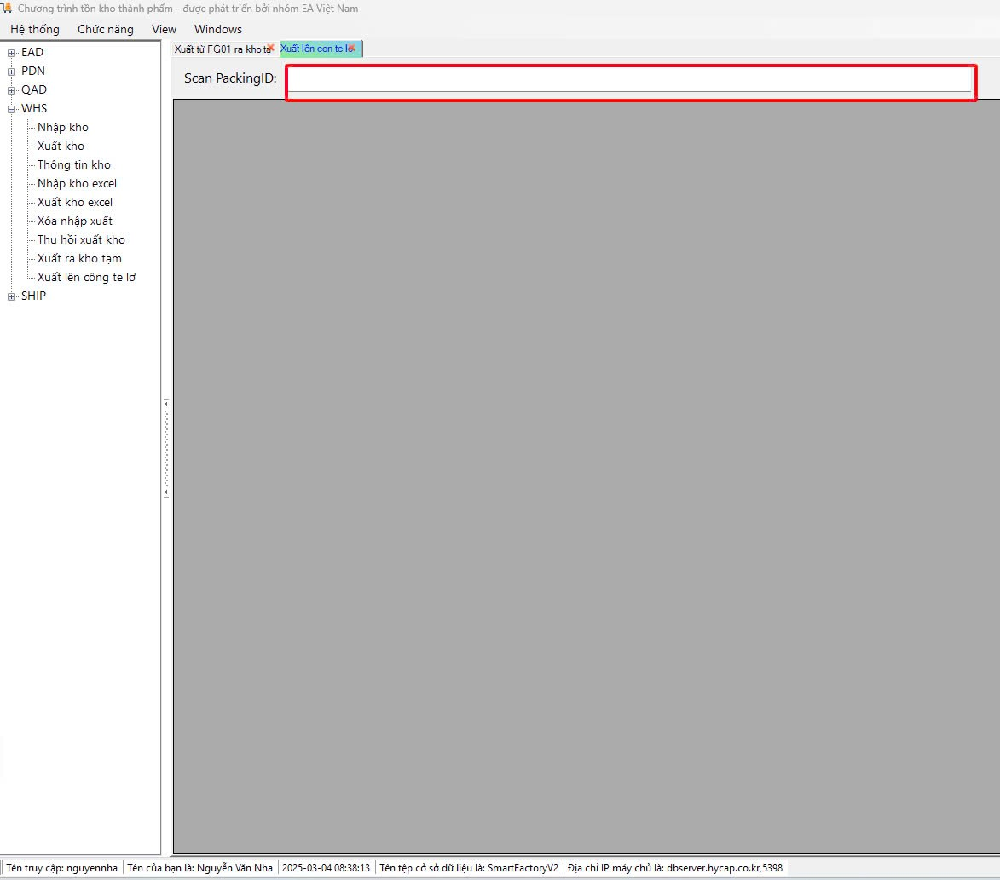 Chương trình tồn kho thành phẩm - được phát triển bởi nhóm EA Việt Nam
Hệ thống Chức năng View Windows
EAD
PDN
QAD
WHS
Nhập kho
Xuất kho
Thông tin kho
Nhập kho excel
Xuất kho excel
Xóa nhập xuất
Thu hồi xuất kho
Xuất ra kho tạm
Xuất lên công te lơ
SHIP
Xuất từ FG01 ra kho tạ Xuất lên con te lơ
Scan PackingID:
Tên truy cập: nguyennha Tên của bạn là: Nguyễn Văn Nha 2025-03-04 08:38:13 Tên tệp cở sở dữ liệu là: SmartFactoryV2 Địa chỉ IP máy chủ là: dbserver.hycap.co.kr,5398